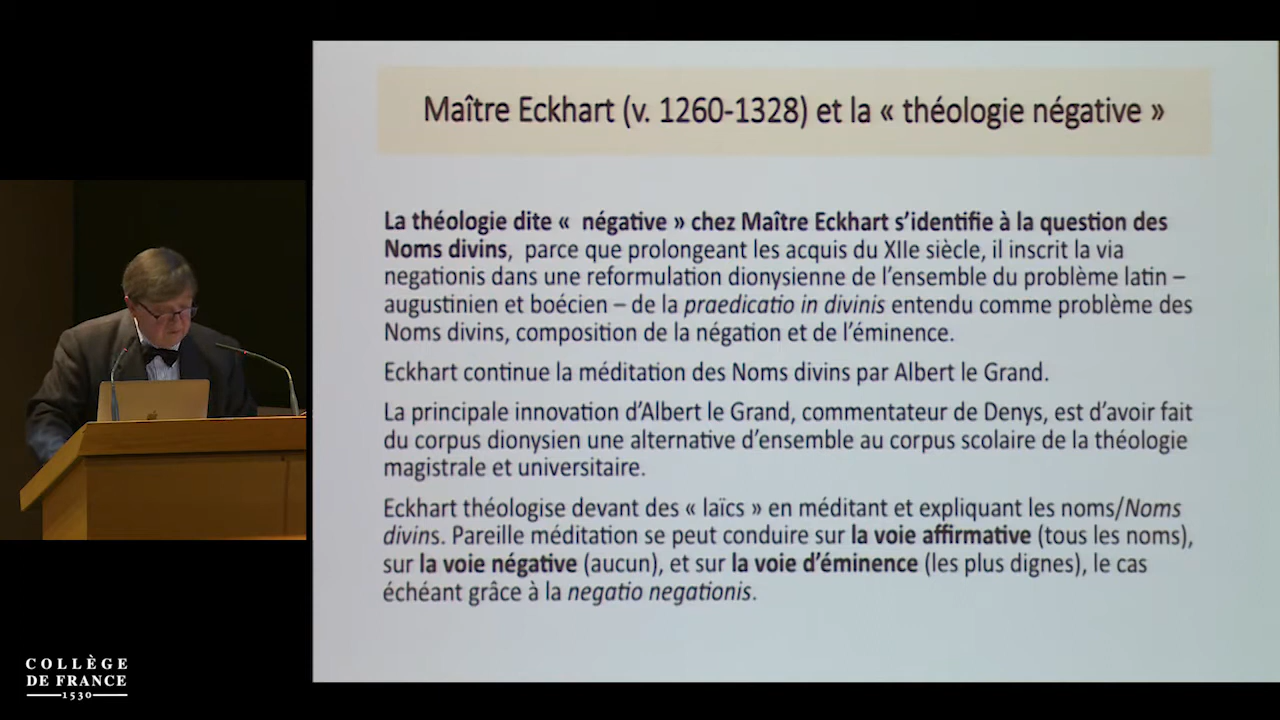 Maître Eckhart (v. 1260-1328) et la « théologie négative »
La théologie dite «  négative » chez Maître Eckhart s’identifie à la question des
Noms divins,  parce que prolongeant les acquis du XIIe siècle, il inscrit la via
negationis dans une reformulation dionysienne de l’ensemble du problème latin –
augustinien et boécien – de la praedicatio in divinis entendu comme problème des
Noms divins, composition de la négation et de l’éminence.
Eckhart continue la méditation des Noms divins par Albert le Grand.
La principale innovation d’Albert le Grand, commentateur de Denys, est d’avoir fait
du corpus dionysien une alternative d’ensemble au corpus scolaire de la théologie
magistrale et universitaire.
Eckhart théologise devant des « laïcs » en méditant et expliquant les noms/Noms
divins. Pareille méditation se peut conduire sur la voie affirmative (tous les noms),
sur la voie négative (aucun), et sur la voie d’éminence (les plus dignes), le cas
échéant grâce à la negatio negationis.
COLLÈGE
DE FRANCE
1530